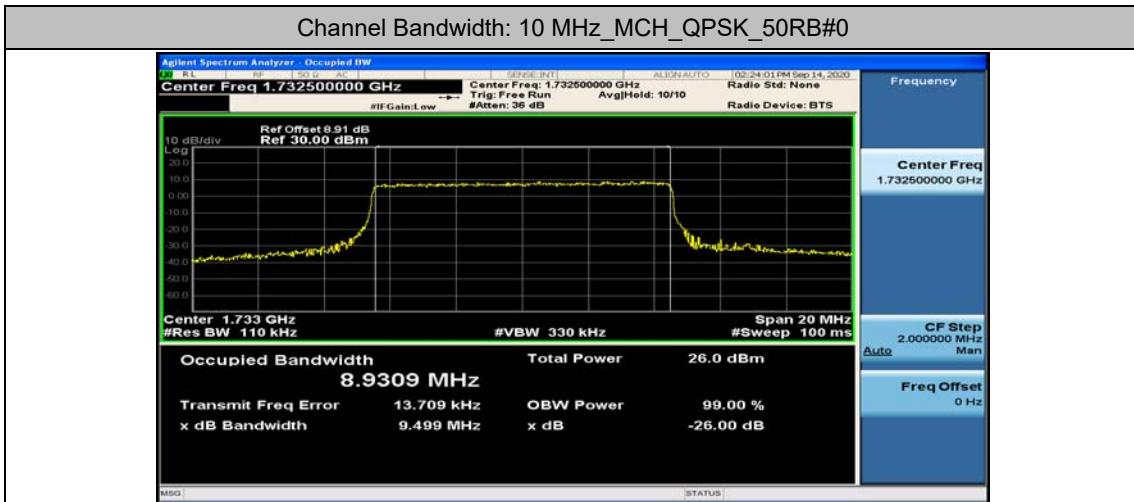 Channel Bandwidth: 10 MHz_MCH_QPSK_50RB#0
Agilent Spectrum Analyzer - Occupied BW
LXI RL RF 50 Ω AC SENSE:INT ALIGNAUTO 02:24:01 PM Sep 14, 2020
Center Freq 1.732500000 GHz
Center Freq: 1.732500000 GHz
Radio Std: None
Trig: Free Run Avg|Hold: 10/10
#IFGain:Low #Atten: 36 dB Radio Device: BTS
Ref Offset 8.91 dB
10 dB/div Ref 30.00 dBm
Log
20.0
10.0
0.00
-10.0
-20.0
-30.0
-40.0
-50.0
-60.0
Center 1.733 GHz Span 20 MHz
#Res BW 110 kHz #VBW 330 kHz #Sweep 100 ms
Occupied Bandwidth Total Power 26.0 dBm
8.9309 MHz
Transmit Freq Error 13.709 kHz OBW Power 99.00 %
x dB Bandwidth 9.499 MHz x dB -26.00 dB
MSG STATUS
Frequency
Center Freq
1.732500000 GHz
CF Step
2.000000 MHz
Auto Man
Freq Offset
0 Hz